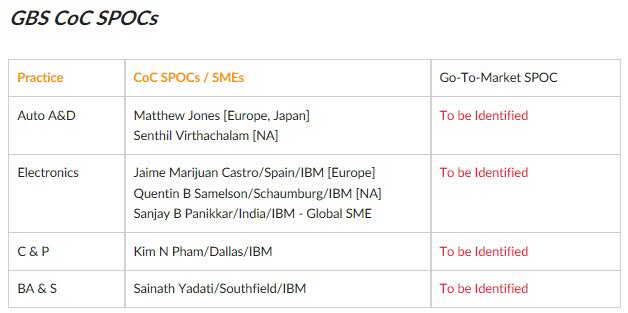 GBS CoC SPOCs
Practice CoC SPOCs / SMEs Go-To-Market SPOC
Auto A&D Matthew Jones [Europe, Japan] To be Identified
Senthil Virthachalam [NA]
Electronics Jaime Marijuan Castro/Spain/IBM [Europe] To be Identified
Quentin B Samelson/Schaumburg/IBM [NA]
Sanjay B Panikkar/India/IBM - Global SME
C & P Kim N Pham/Dallas/IBM To be Identified
BA & S Sainath Yadati/Southfield/IBM To be Identified